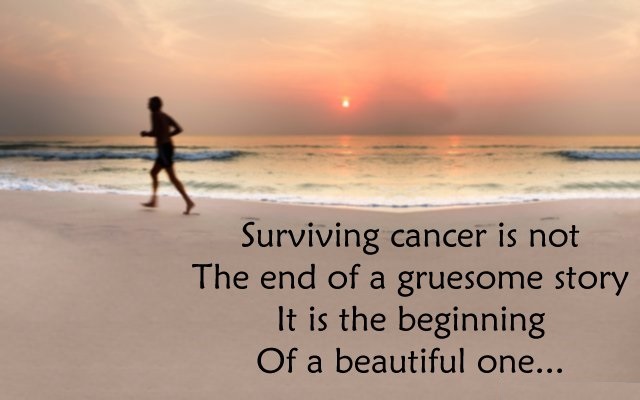 Surviving cancer is not
The end of a gruesome story
It is the beginning
Of a beautiful one...